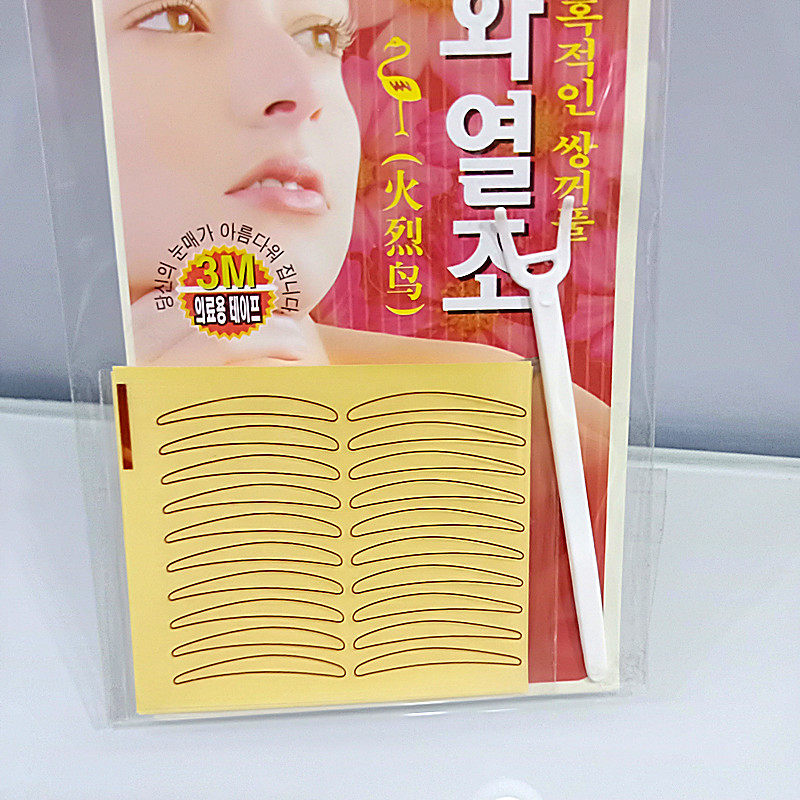 혹적인 쌍꺼풀
화열조
(火烈鸟)
당신의 눈매가 아름다워 집니다
3M
의료용 테이프